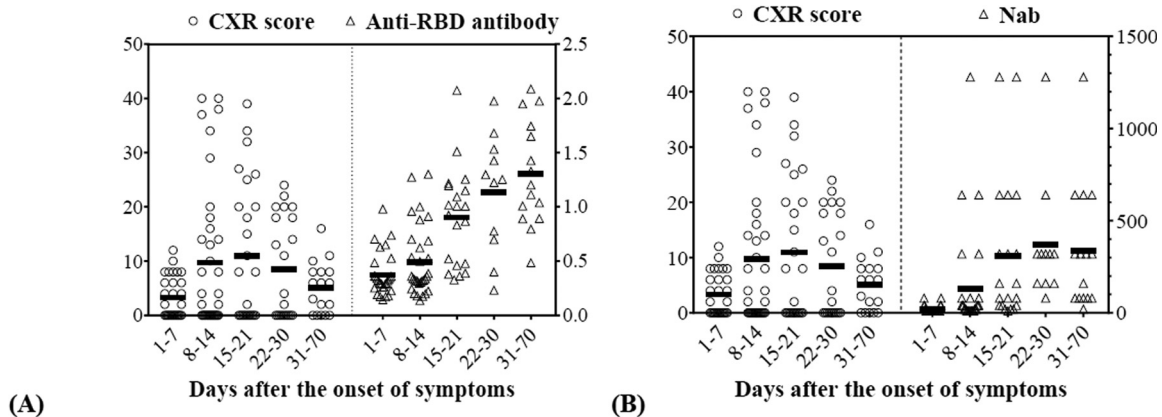 ○ CXR score △ Anti-RBD antibody
50 40 30 20 10 0
2.5 2.0 1.5 1.0 0.5 0.0
1-7 8-14 15-21 22-30 31-70 1-7 8-14 15-21 22-30 31-70
Days after the onset of symptoms
(A)
○ CXR score △ Nab
50 40 30 20 10 0
1500 1000 500 0
1-7 8-14 15-21 22-30 31-70 1-7 8-14 15-21 22-30 31-70
Days after the onset of symptoms
(B)